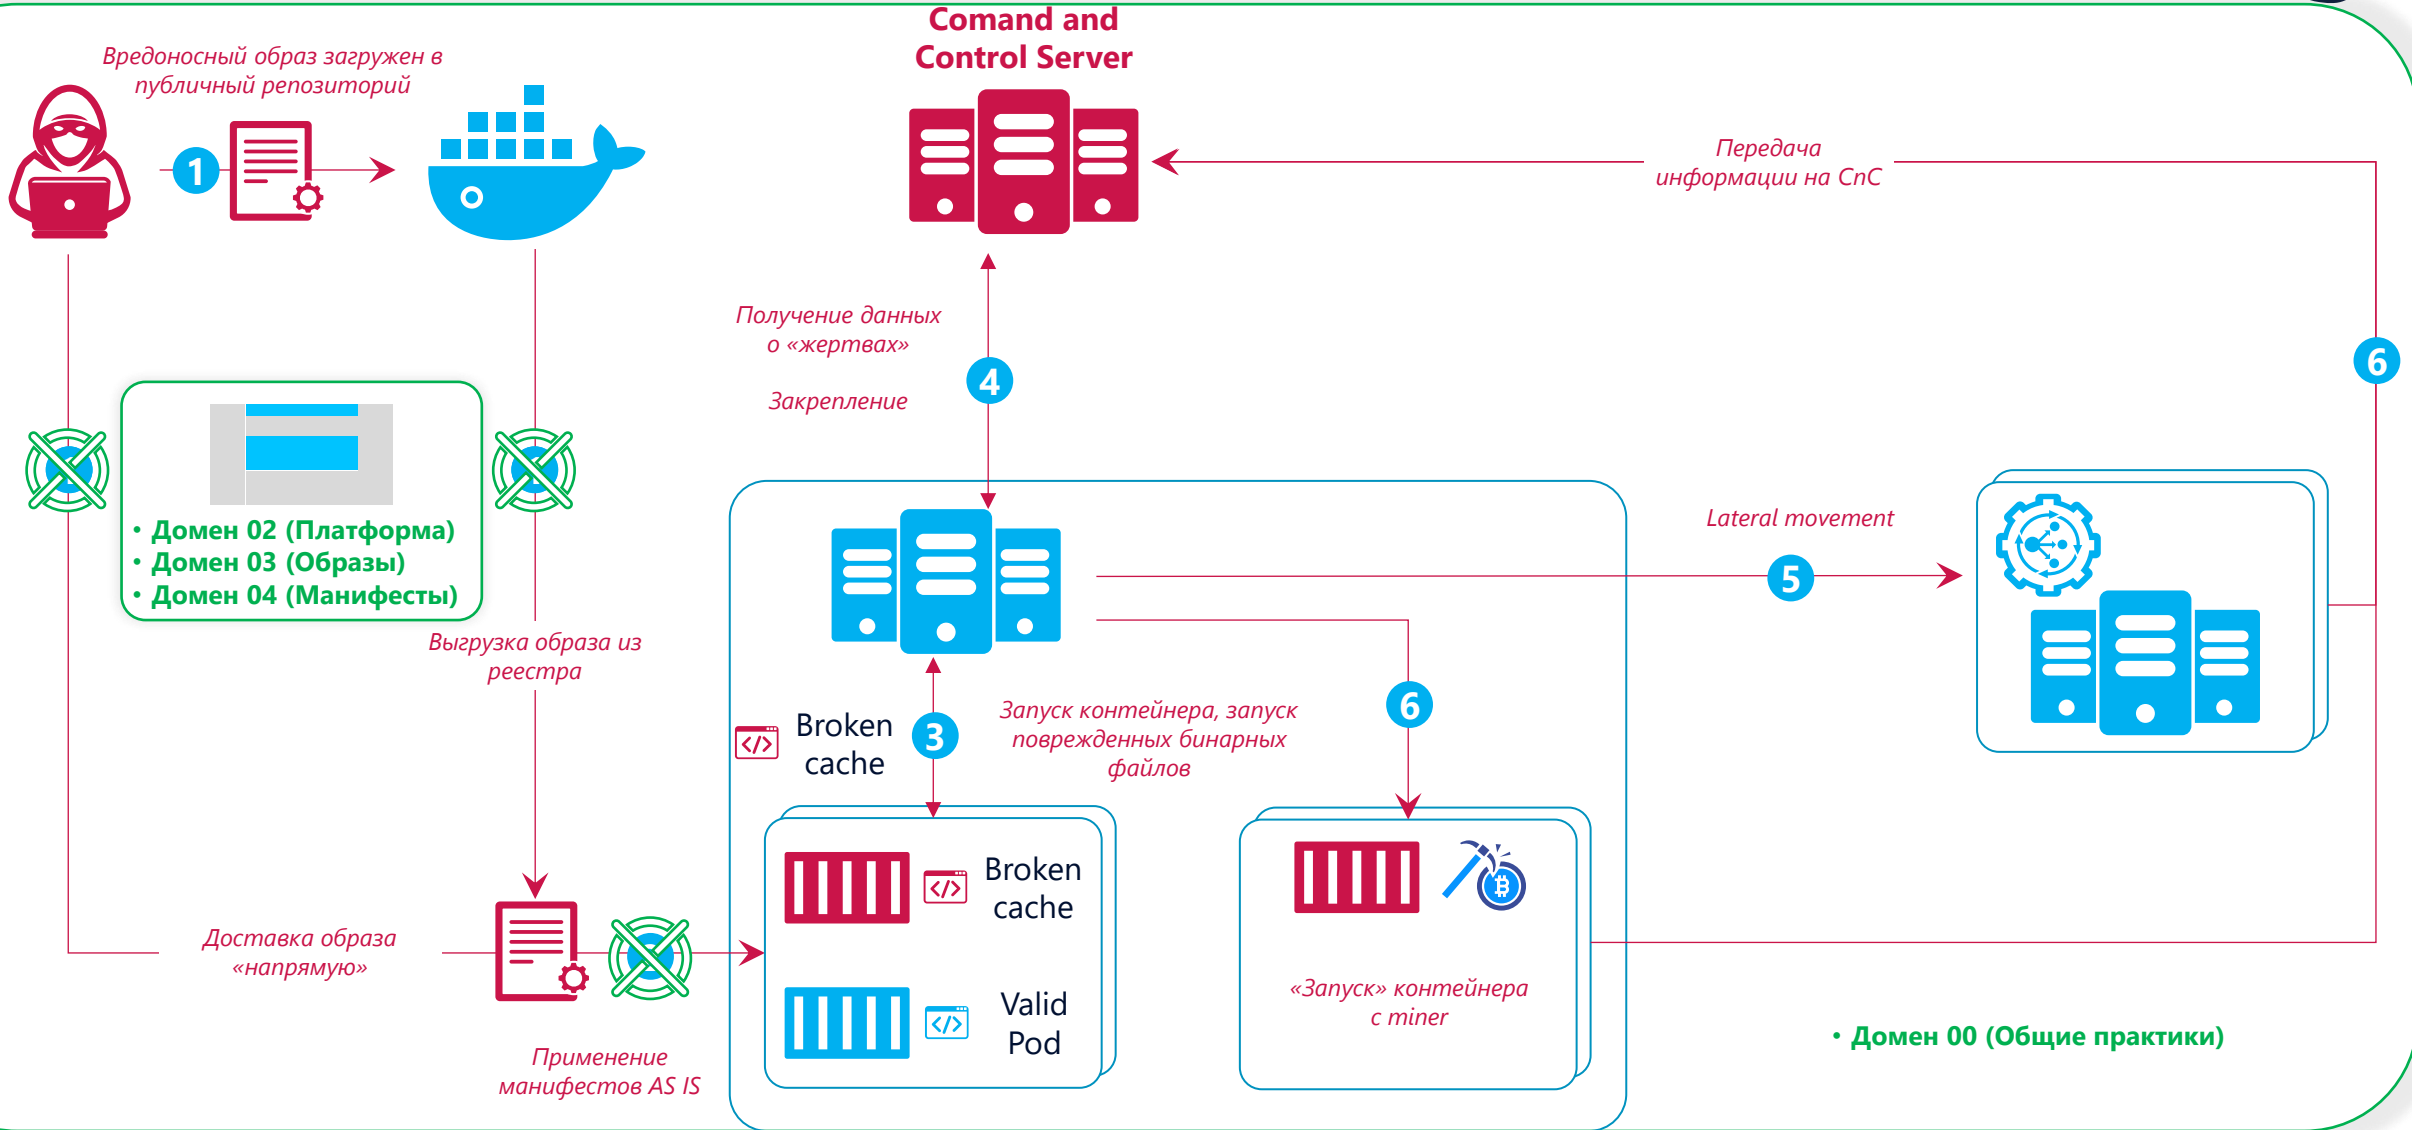 Comand and
Control Server
Вредоносный образ загружен в
публичный репозиторий
1
Передача
информации на CnC
Получение данных
о «жертвах»
4
Закрепление
6
• Домен 02 (Платформа)
• Домен 03 (Образы)
• Домен 04 (Манифесты)
Lateral movement
5
Выгрузка образа из
реестра
Broken
cache
3
Запуск контейнера, запуск
поврежденных бинарных
файлов
6
Broken
cache
Доставка образа
«напрямую»
Valid
Pod
«Запуск» контейнера
с miner
Применение
манифестов AS IS
• Домен 00 (Общие практики)